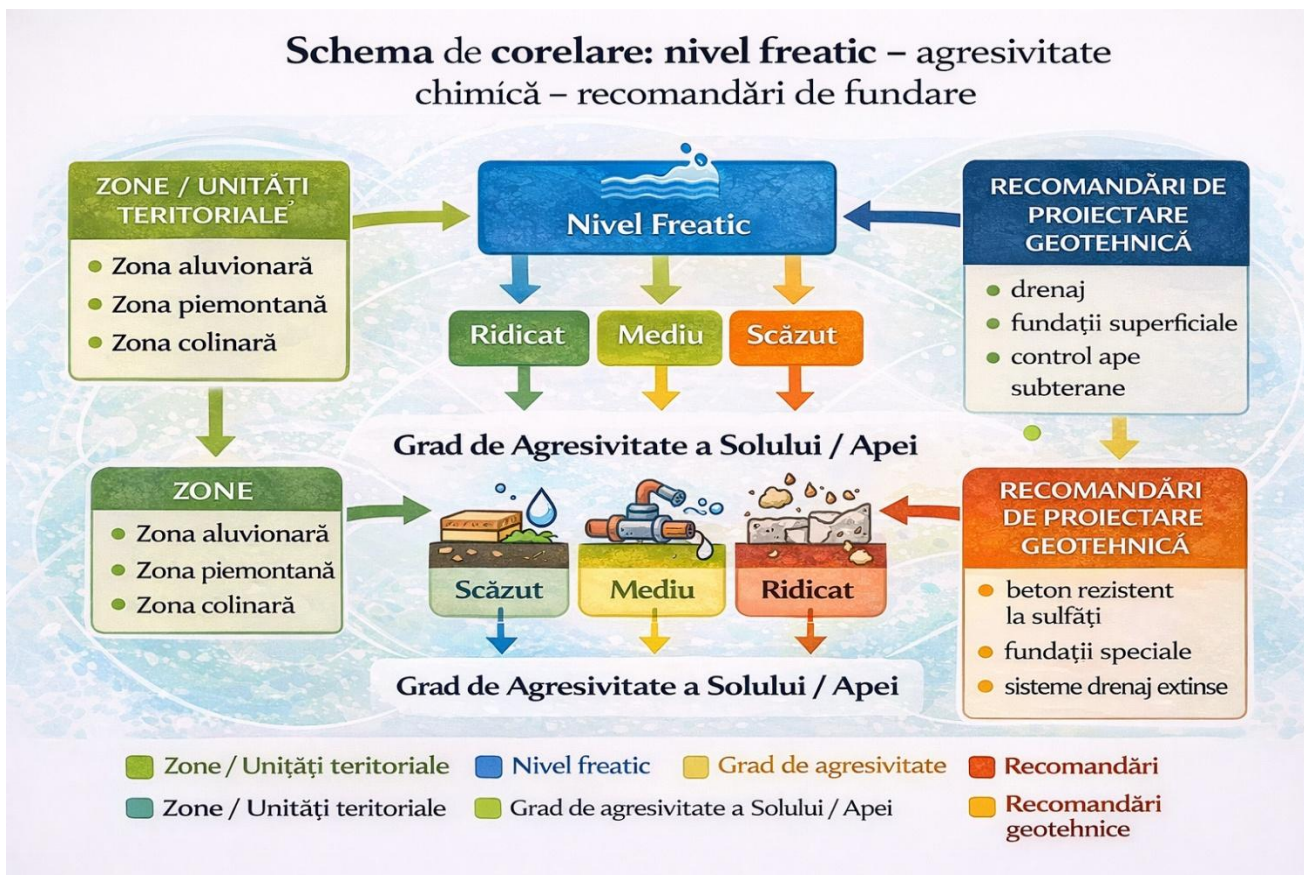 Schema de corelare: nivel freatic – agresivitate
chimícă – recomandări de fundare
ZONE / UNITĂȚI
TERITORIALE
Zona aluvionară
Zona piemontană
Zona colinară
Nivel Freatic
Ridicat
Mediu
Scăzut
RECOMANDĂRI DE
PROIECTARE
GEOTEHNICĂ
drenaj
fundații superficiale
control ape
subterane
Grad de Agresivitate a Solului / Apei
ZONE
Zona aluvionară
Zona piemontană
Zona colinară
Scăzut
Mediu
Ridicat
RECOMANDĂRI
DE PROIECTARE
GEOTEHNICĂ
beton rezistent
la sulfăți
fundații speciale
sisteme drenaj extinse
Grad de Agresivitate a Solului / Apei
Zone / Unițăți teritoriale
Nivel freatic
Grad de agresivitate
Recomandări
Zone / Unităţi teritoriale
Grad de agresivitate a Solului / Apei
Recomandări
geotehnice